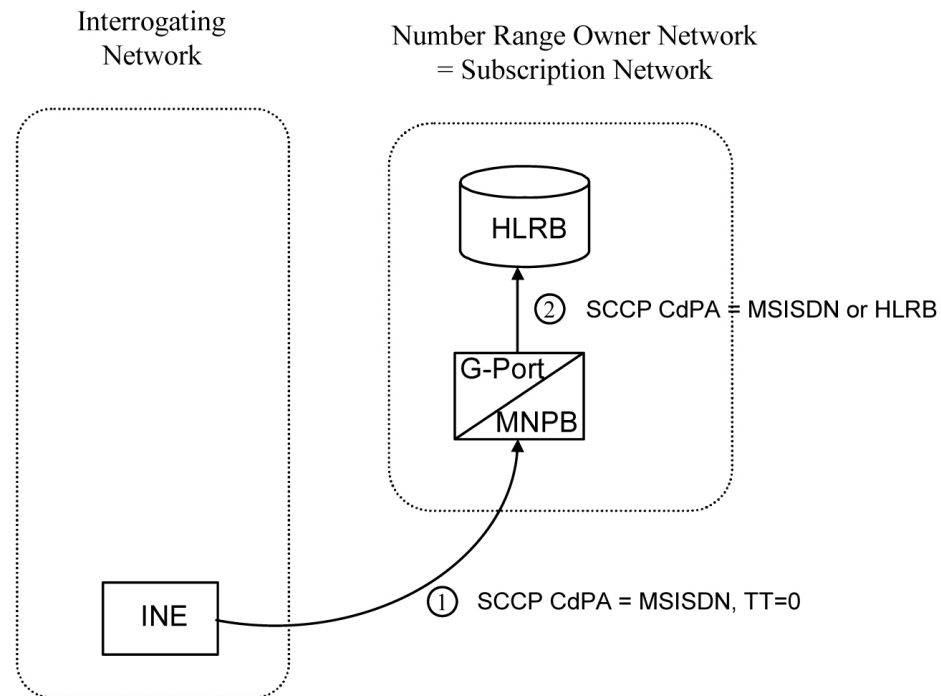 Interrogating
Network
Number Range Owner Network
= Subscription Network
HLRB
2 SCCP CdPA = MSISDN or HLRB
G-Port
MNPB
INE
1 SCCP CdPA = MSISDN, TT=0